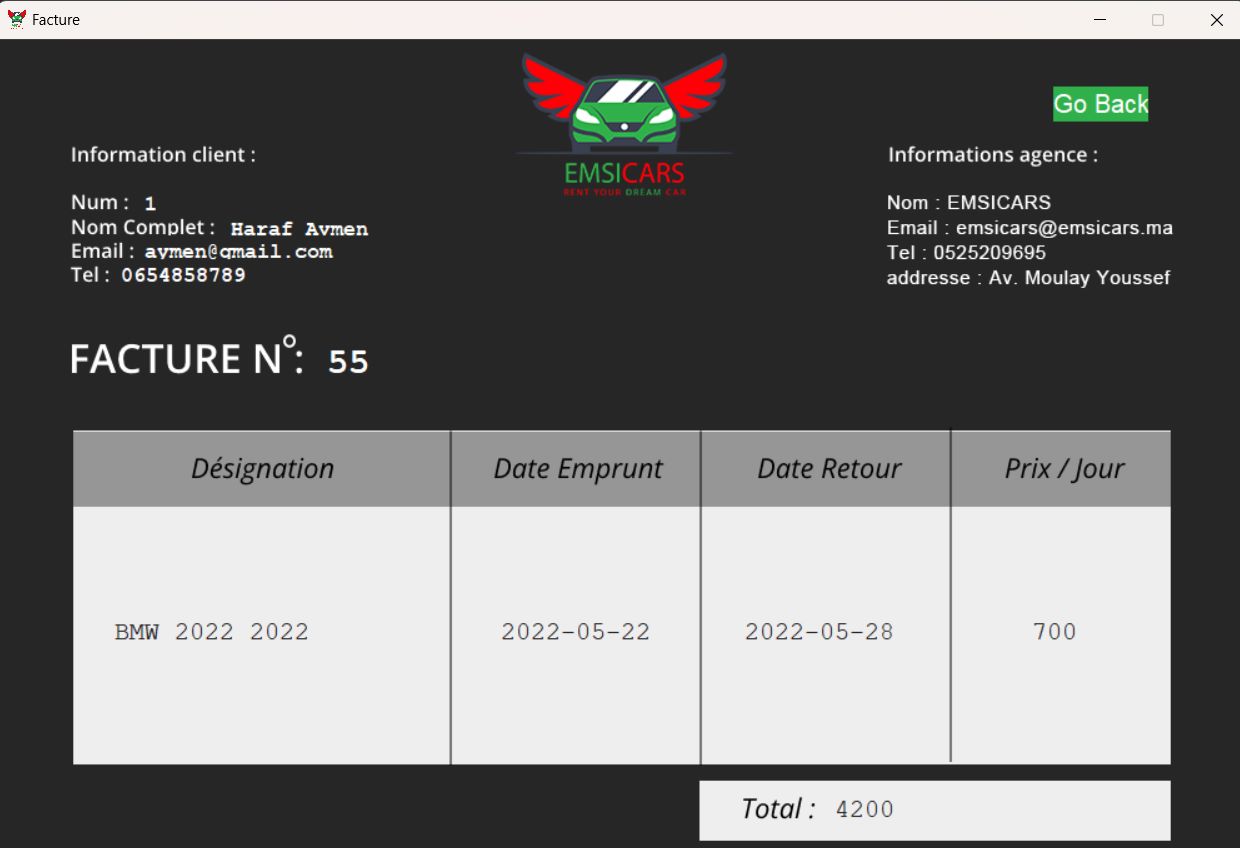 Facture
EMSICARS
RENT YOUR DREAM CAR
Go Back
Information client :
Num : 1
Nom Complet : Haraf Aymen
Email : aymen@gmail.com
Tel : 0654858789
Informations agence :
Nom : EMSICARS
Email : emsicars@emsicars.ma
Tel : 0525209695
addresse : Av. Moulay Youssef
FACTURE N°: 55
Désignation Date Emprunt Date Retour Prix / Jour
BMW 2022 2022 2022-05-22 2022-05-28 700
Total : 4200